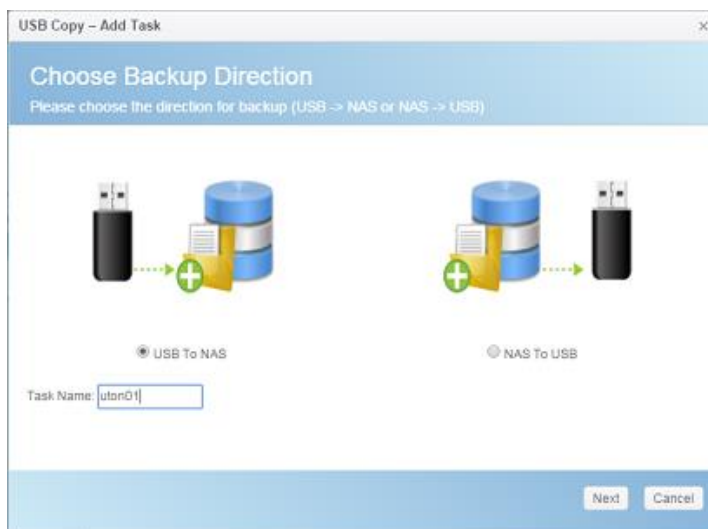 USB Copy – Add Task
Choose Backup Direction
Please choose the direction for backup (USB -> NAS or NAS -> USB)
USB To NAS
NAS To USB
Task Name: uton01
Next
Cancel